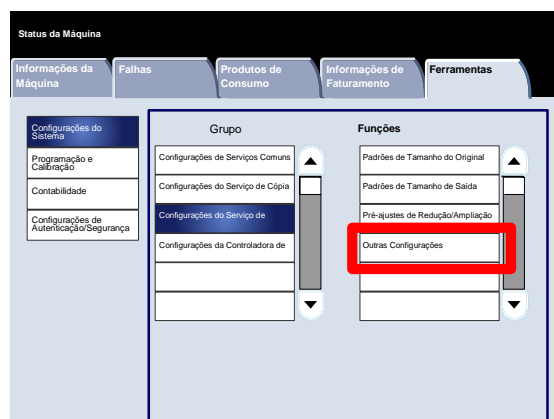 Status da Máquina
Informações da
Máquina
Falhas
Produtos de
Consumo
Informações de
Faturamento
Ferramentas
Configurações do
Sistema
Programação e
Calibração
Contabilidade
Configurações de
Autenticação/Segurança
Grupo
Configurações de Serviços Comuns
Configurações do Serviço de Cópia
Configurações do Serviço de
Configurações da Controladora de
Funções
Padrões de Tamanho do Original
Padrões de Tamanho de Saída
Pré-ajustes de Redução/Ampliação
Outras Configurações